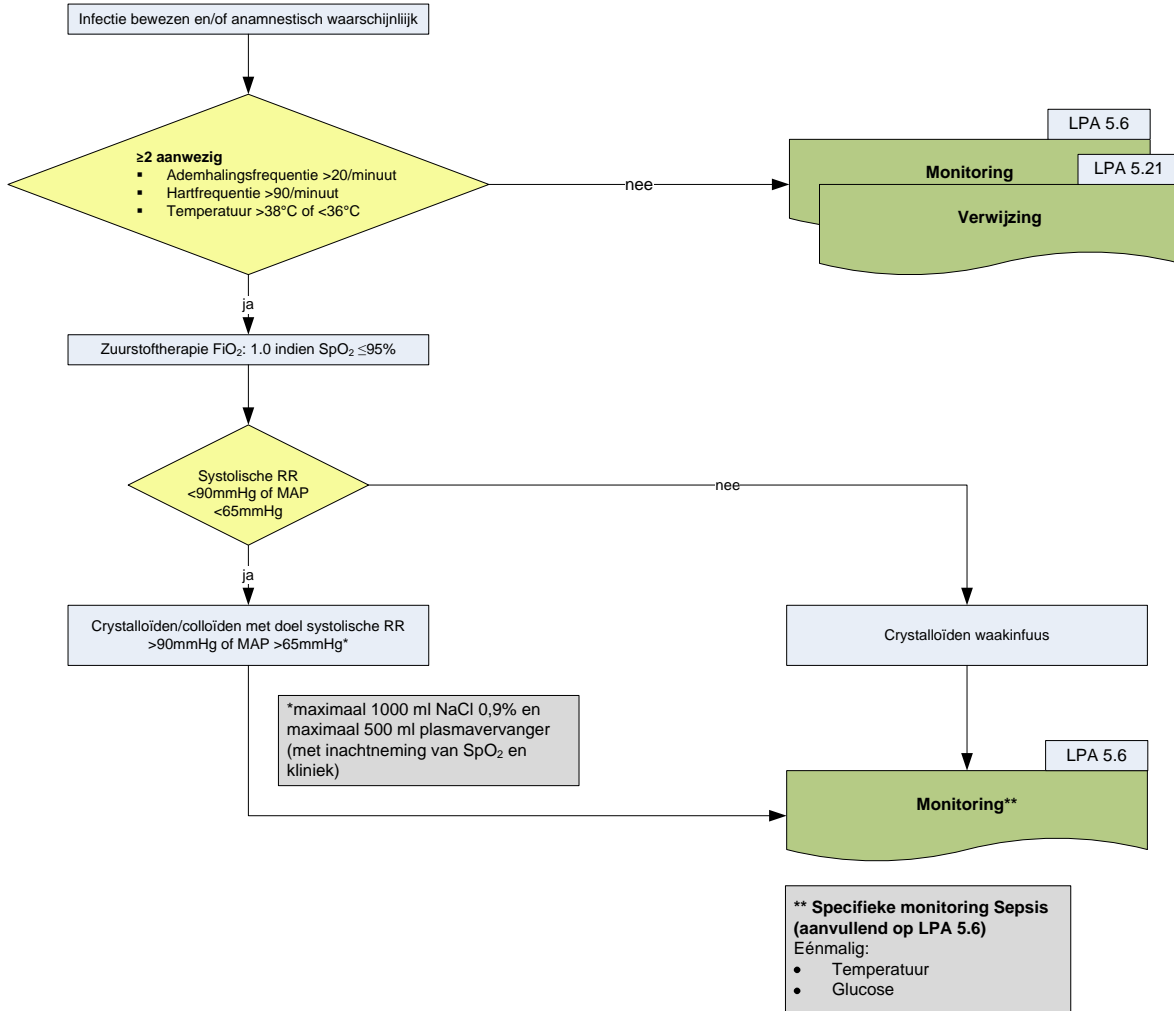 Infectie bewezen en/of anamnestisch waarschijnliijk
≥2 aanwezig
▪ Ademhalingsfrequentie >20/minuut
▪ Hartfrequentie >90/minuut
▪ Temperatuur >38°C of <36°C
nee
LPA 5.6
Monitoring
LPA 5.21
Verwijzing
ja
Zuurstoftherapie FiO₂: 1.0 indien SpO₂ ≤95%
Systolische RR
<90mmHg of MAP
<65mmHg
nee
ja
Crystalloïden/colloïden met doel systolische RR
>90mmHg of MAP >65mmHg*
Crystalloïden waakinfuus
*maximaal 1000 ml NaCl 0,9% en
maximaal 500 ml plasmavervanger
(met inachtneming van SpO₂ en
kliniek)
LPA 5.6
Monitoring**
** Specifieke monitoring Sepsis
(aanvullend op LPA 5.6)
Eénmalig:
• Temperatuur
• Glucose